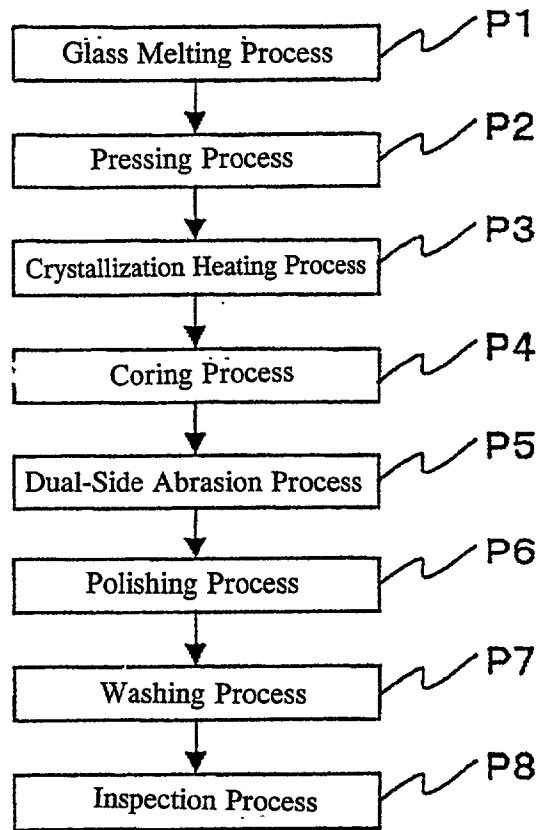 P1
Glass Melting Process
P2
Pressing Process
P3
Crystallization Heating Process
P4
Coring Process
P5
Dual-Side Abrasion Process
P6
Polishing Process
P7
Washing Process
P8
Inspection Process